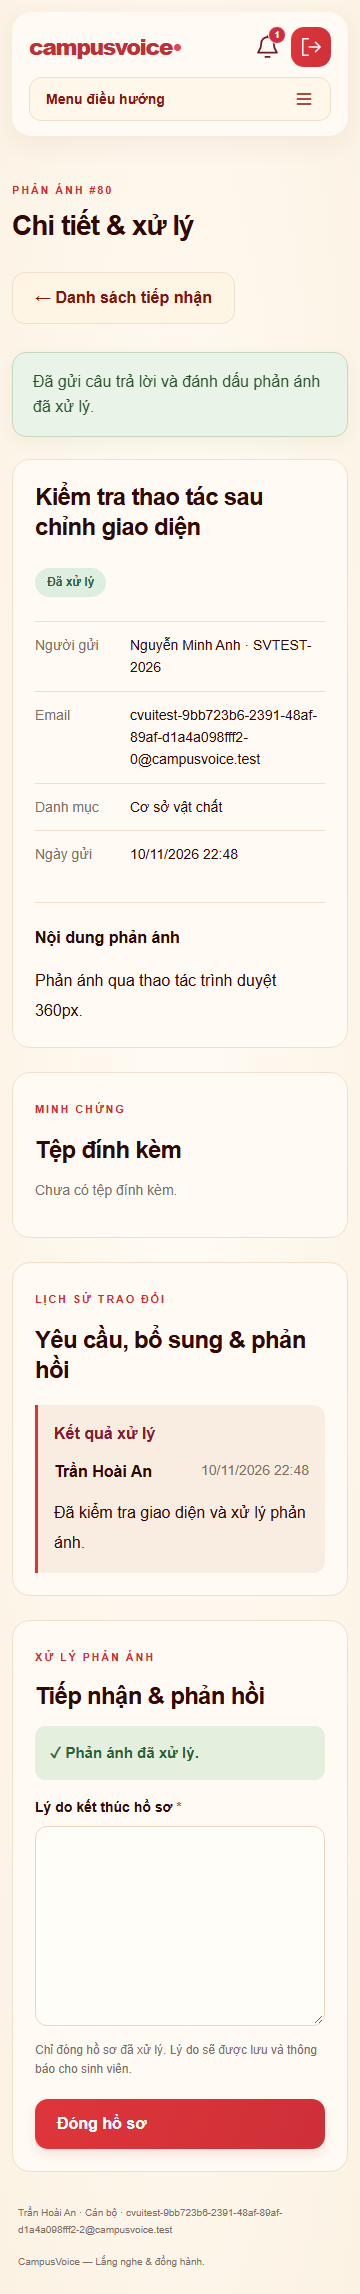 campusvoice
1
Menu điều hướng
PHẢN ÁNH #80
Chi tiết & xử lý
← Danh sách tiếp nhận
Đã gửi câu trả lời và đánh dấu phản ánh
đã xử lý.
Kiểm tra thao tác sau
chỉnh giao diện
Đã xử lý
Người gửi Nguyễn Minh Anh · SVTEST-
2026
Email cvuitest-9bb723b6-2391-48af-
89af-d1a4a098fff2-
0@campusvoice.test
Danh mục Cơ sở vật chất
Ngày gửi 10/11/2026 22:48
Nội dung phản ánh
Phản ánh qua thao tác trình duyệt
360px.
MINH CHỨNG
Tệp đính kèm
Chưa có tệp đính kèm.
LỊCH SỬ TRAO ĐỔI
Yêu cầu, bổ sung & phản
hồi
Kết quả xử lý
Trần Hoài An 10/11/2026 22:48
Đã kiểm tra giao diện và xử lý phản
ánh.
XỬ LÝ PHẢN ÁNH
Tiếp nhận & phản hồi
✓ Phản ánh đã xử lý.
Lý do kết thúc hồ sơ *
Chỉ đóng hồ sơ đã xử lý. Lý do sẽ được lưu và thông
báo cho sinh viên.
Đóng hồ sơ
Trần Hoài An · Cán bộ · cvuitest-9bb723b6-2391-48af-89af-
d1a4a098fff2-2@campusvoice.test
CampusVoice — Lắng nghe & đồng hành.